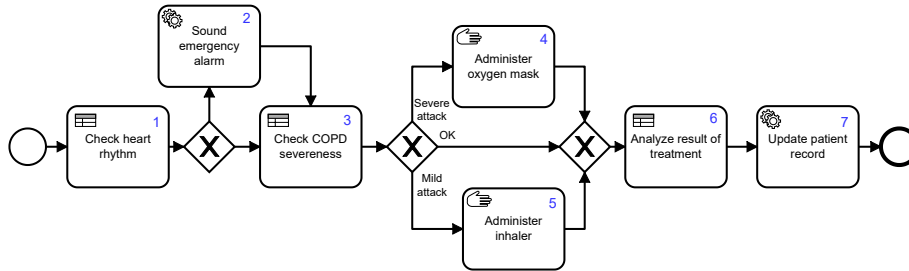 2
Sound
emergency
alarm
1
Check heart
rhythm
3
Check COPD
severeness
4
Administer
oxygen mask
Severe
attack
OK
Mild
attack
5
Administer
inhaler
6
Analyze result of
treatment
7
Update patient
record